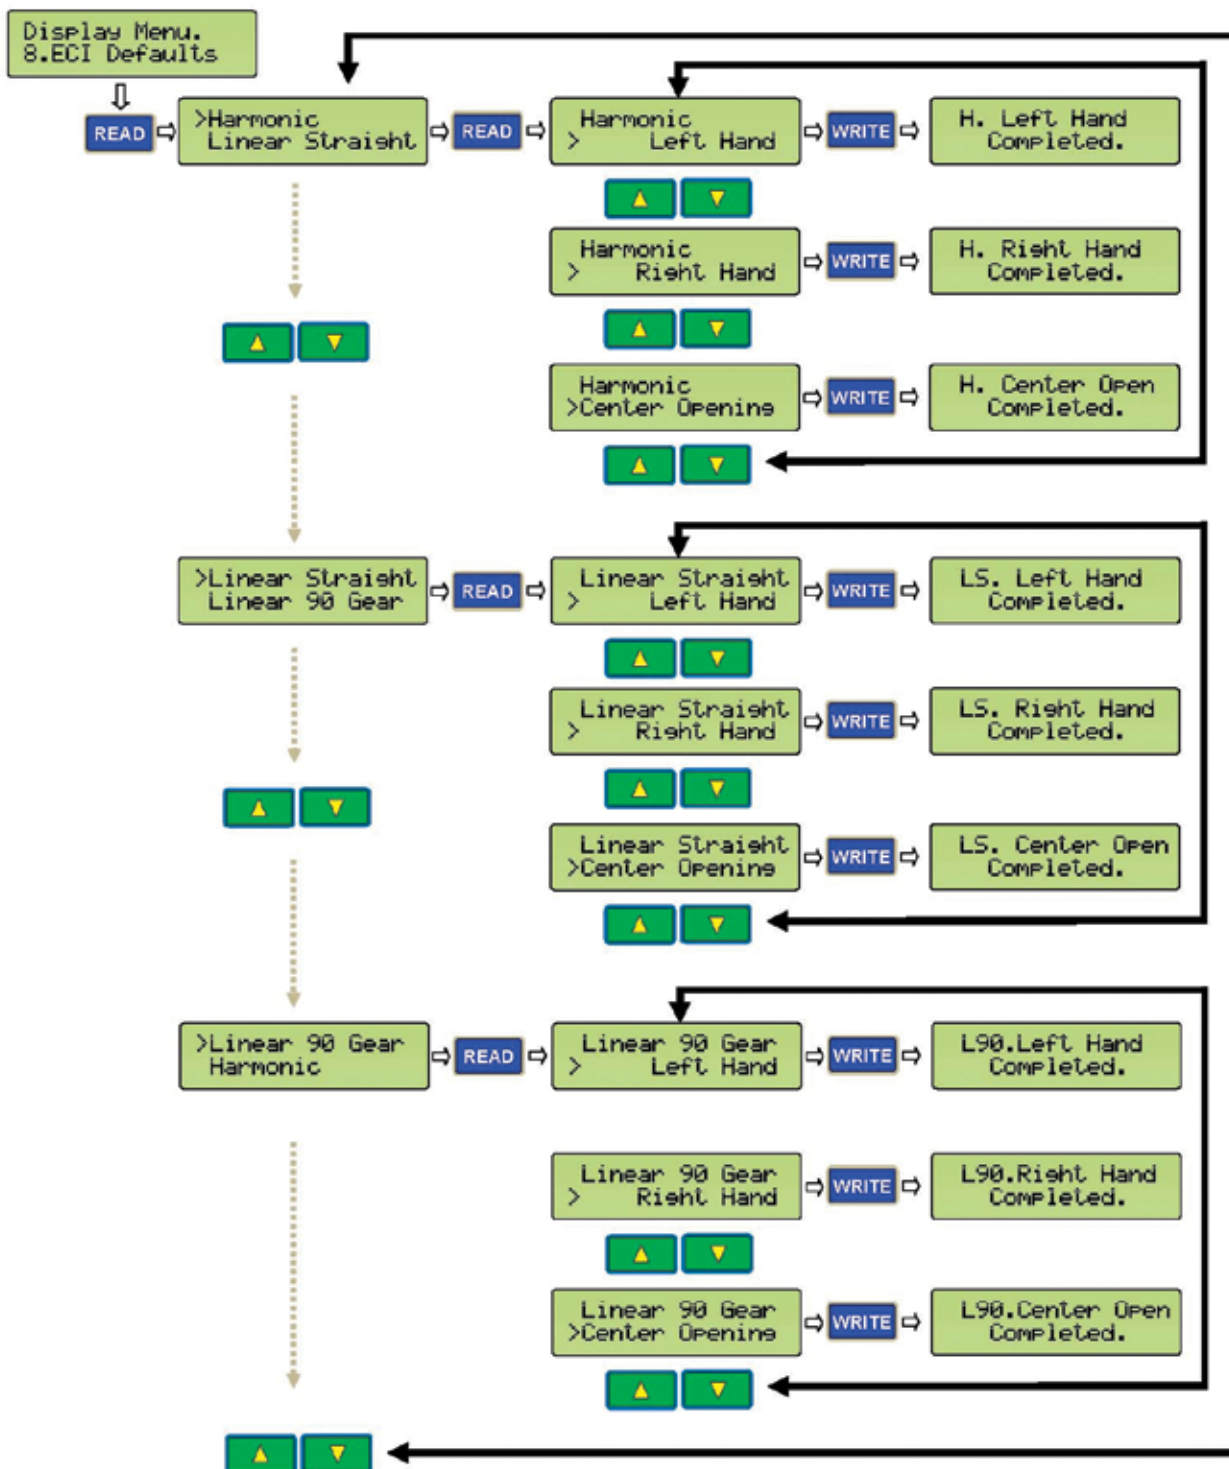 Display Menu.
8.ECI Defaults
READ
>Harmonic
Linear Straight
READ
Harmonic
> Left Hand
WRITE
H. Left Hand
Completed.
Harmonic
> Right Hand
WRITE
H. Right Hand
Completed.
Harmonic
>Center Opening
WRITE
H. Center Open
Completed.
>Linear Straight
Linear 90 Gear
READ
Linear Straight
> Left Hand
WRITE
LS. Left Hand
Completed.
Linear Straight
> Right Hand
WRITE
LS. Right Hand
Completed.
Linear Straight
>Center Opening
WRITE
LS. Center Open
Completed.
>Linear 90 Gear
Harmonic
READ
Linear 90 Gear
> Left Hand
WRITE
L90.Left Hand
Completed.
Linear 90 Gear
> Right Hand
WRITE
L90.Right Hand
Completed.
Linear 90 Gear
>Center Opening
WRITE
L90.Center Open
Completed.